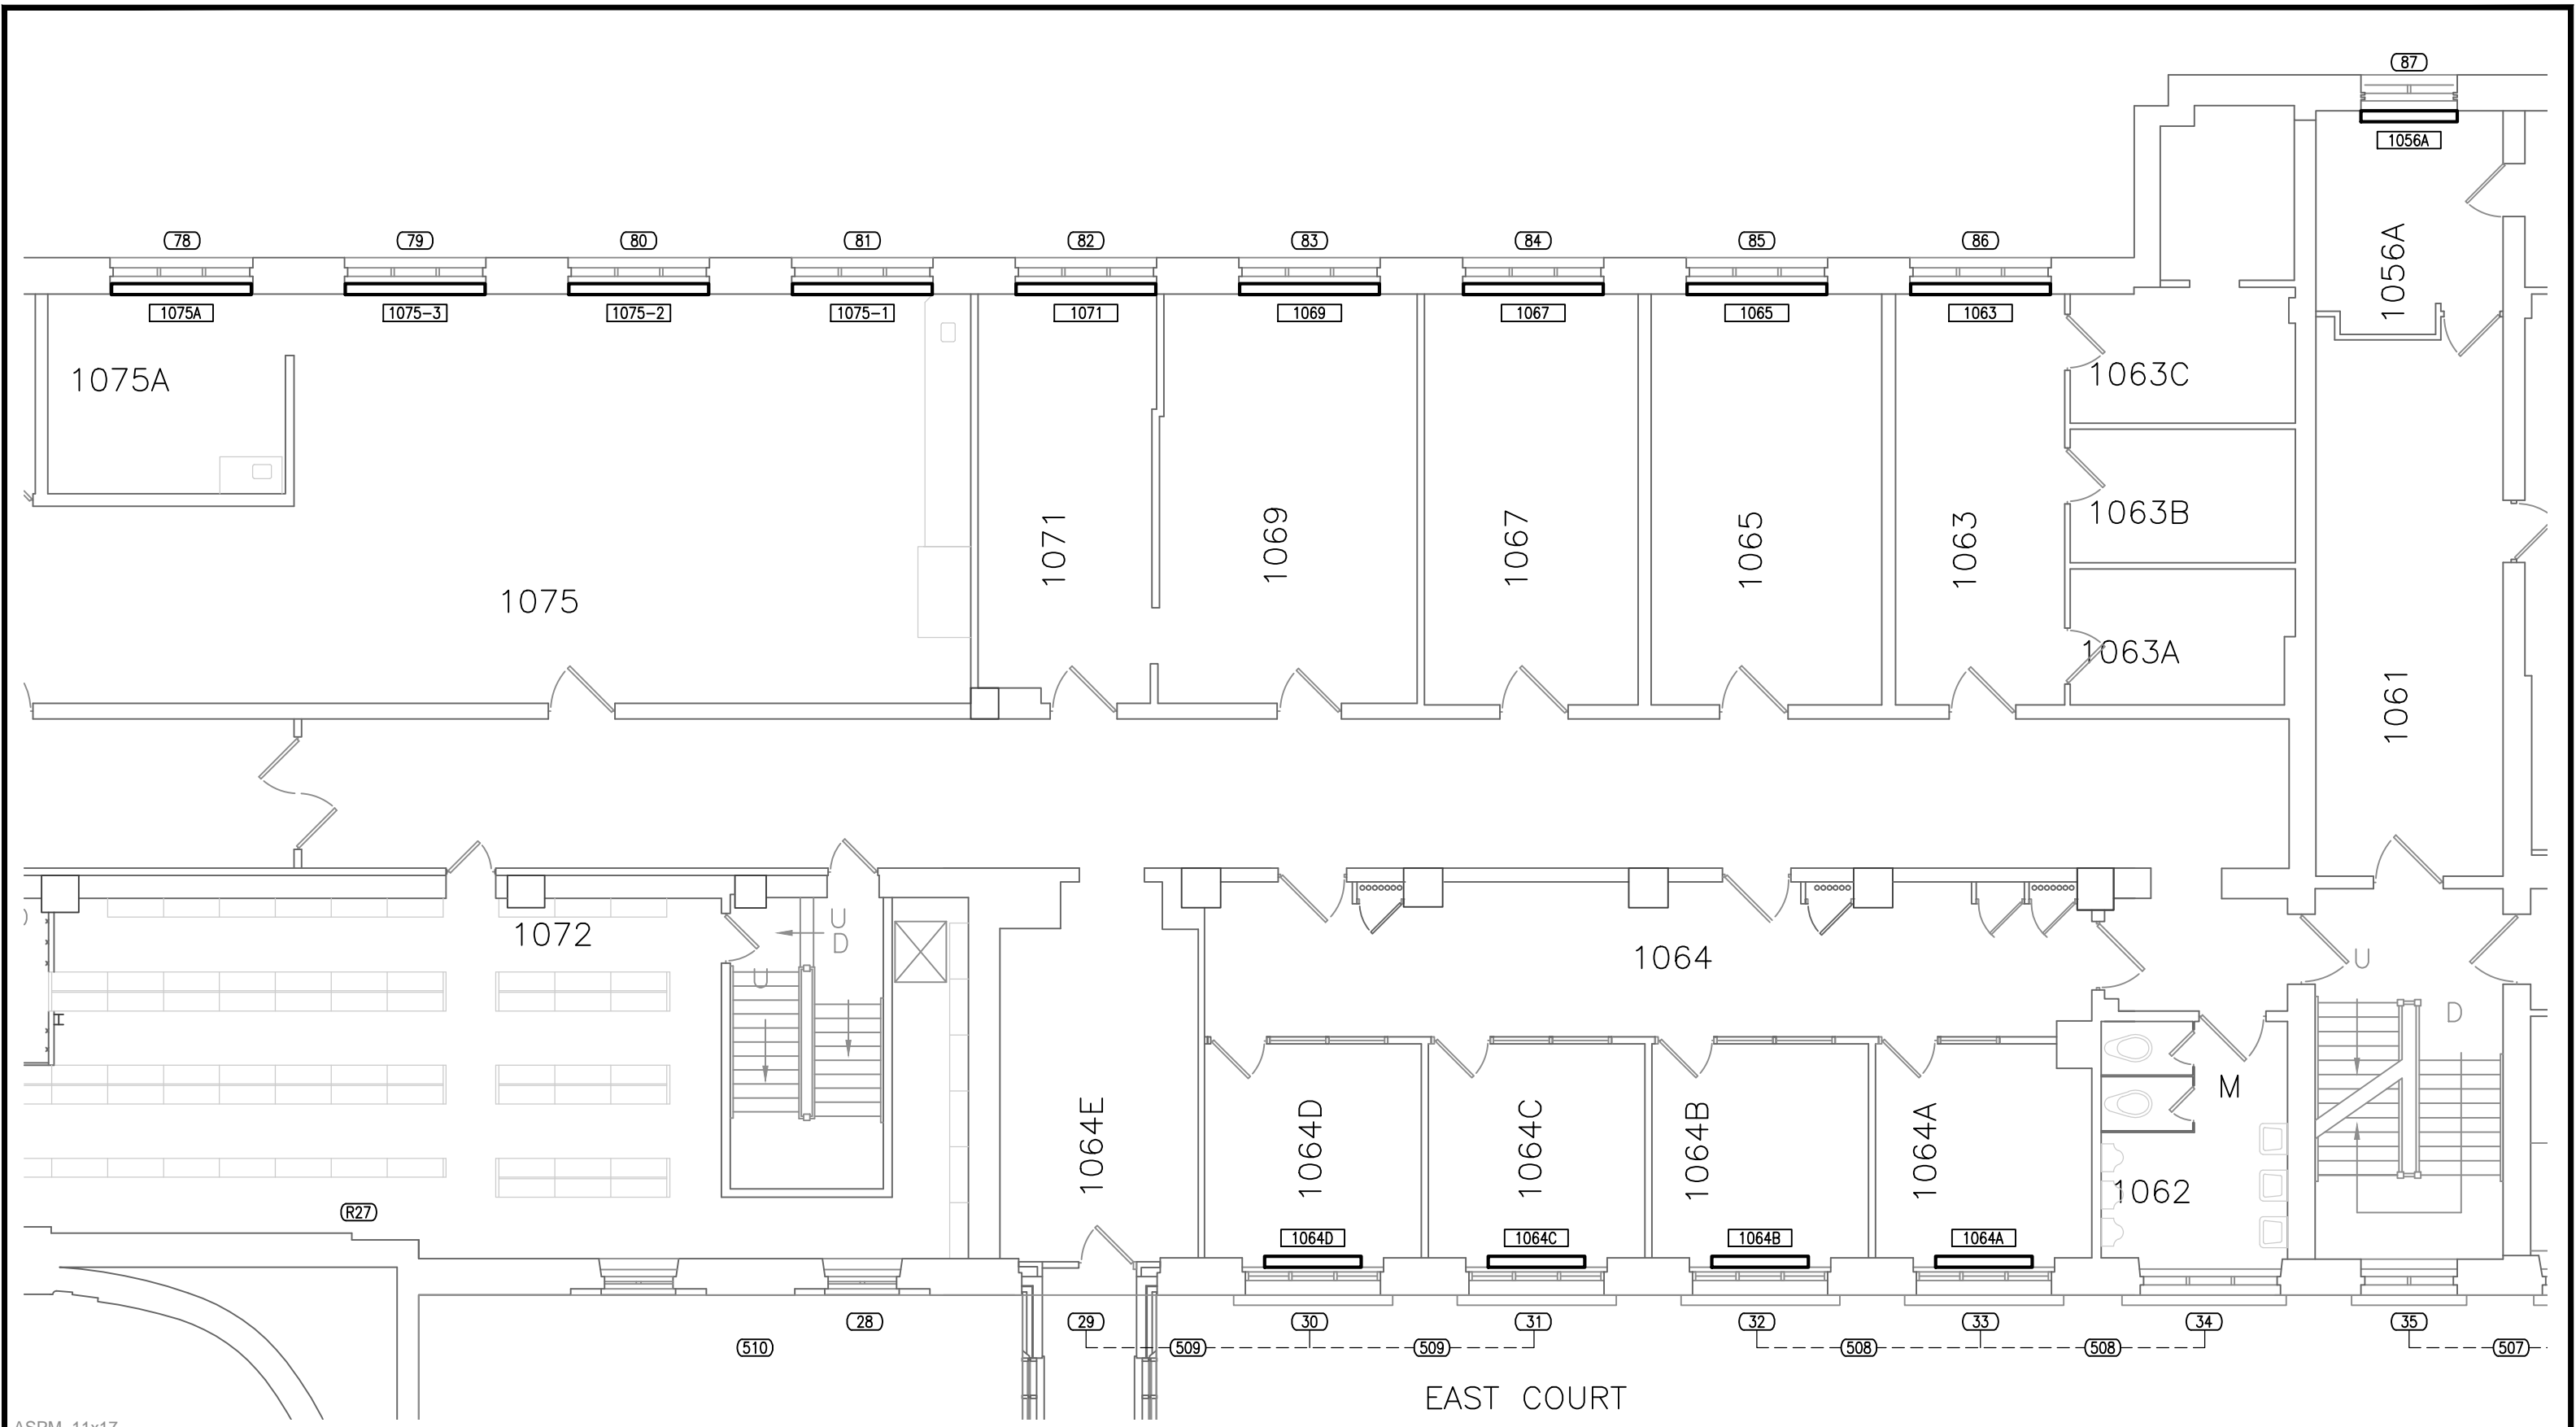 87
1056A
78 79 80 81 82 83 84 85 86
1056A
1075A 1075-3 1075-2 1075-1 1071 1069 1067 1065 1063
1075A
1063C
1063B
1071 1069 1067 1065 1063
1075
1063A
1061
U
D
1072
U
1064
U
D
M
1064E 1064D 1064C 1064B 1064A
1062
R27
1064D 1064C 1064B 1064A
28 29 30 31 32 33 34 35
510 509 509 508 508 507
EAST COURT